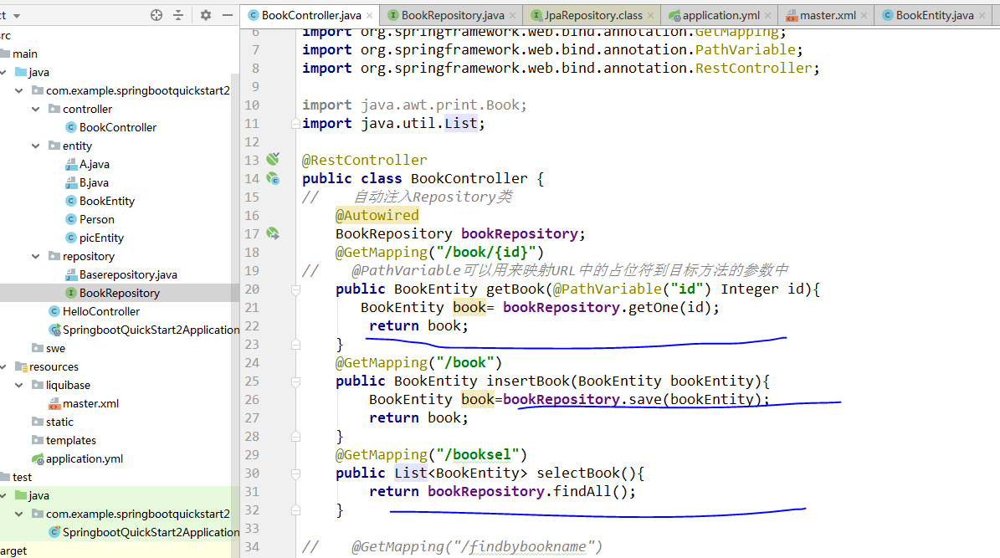 ct
BookController.java
BookRepository.java
JpaRepository.class
application.yml
master.xml
BookEntity.java
rc
main
java
com.example.springbootquickstart2
controller
BookController
entity
A.java
B.java
BookEntity
Person
picEntity
repository
Baserepository.java
BookRepository
HelloController
SpringbootQuickStart2Application
swe
resources
liquibase
master.xml
static
templates
application.yml
test
java
com.example.springbootquickstart2
SpringbootQuickStart2Application
arget
6 import org.springframework.web.bind.annotation.GetMapping;
7 import org.springframework.web.bind.annotation.PathVariable;
8 import org.springframework.web.bind.annotation.RestController;
9
10 import java.awt.print.Book;
11 import java.util.List;
12
13 @RestController
14 public class BookController {
15 // 自动注入Repository类
16 @Autowired
17 BookRepository bookRepository;
18 @GetMapping("/book/{id}")
19 // @PathVariable可以用来映射URL中的占位符到目标方法的参数中
20 public BookEntity getBook(@PathVariable("id") Integer id){
21 BookEntity book= bookRepository.getOne(id);
22 return book;
23 }
24 @GetMapping("/book")
25 public BookEntity insertBook(BookEntity bookEntity){
26 BookEntity book=bookRepository.save(bookEntity);
27 return book;
28 }
29 @GetMapping("/booksel")
30 public List<BookEntity> selectBook(){
31 return bookRepository.findAll();
32 }
33
34 // @GetMapping("/findbybookname")